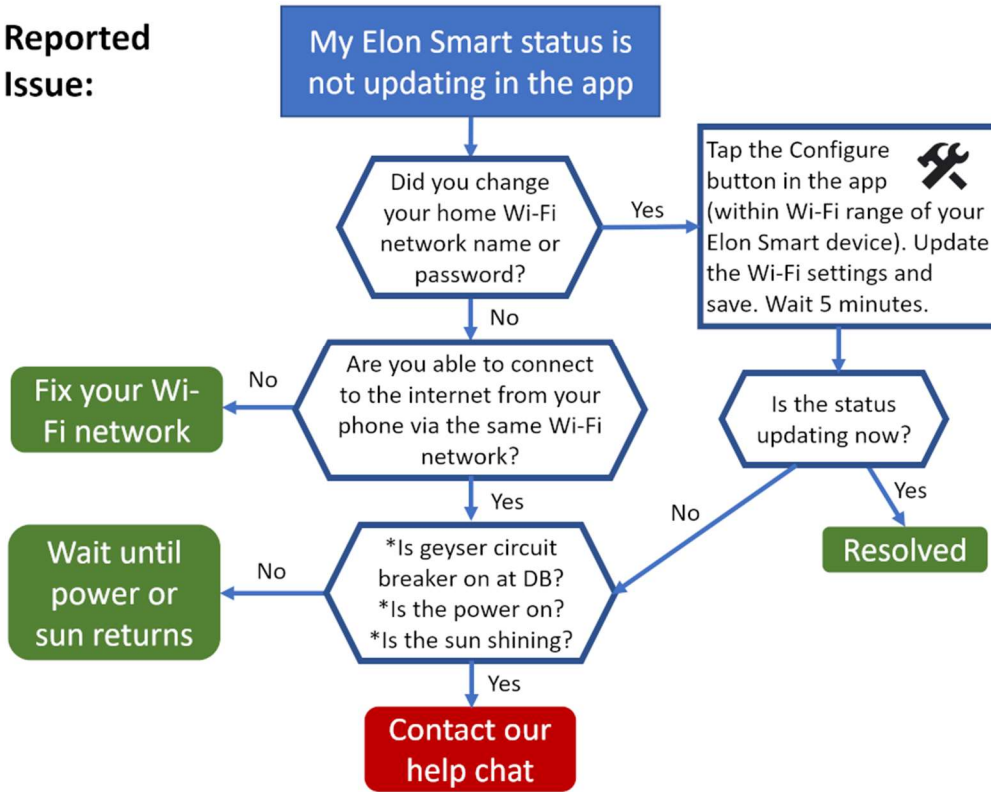 Reported
Issue:
My Elon Smart status is
not updating in the app
Did you change
your home Wi-Fi
network name or
password?
Yes
Tap the Configure
button in the app
(within Wi-Fi range of your
Elon Smart device). Update
the Wi-Fi settings and
save. Wait 5 minutes.
No
Are you able to connect
to the internet from your
phone via the same Wi-Fi
network?
No
Fix your Wi-
Fi network
Is the status
updating now?
Yes
No
Yes
Resolved
*Is geyser circuit
breaker on at DB?
*Is the power on?
*Is the sun shining?
No
Wait until
power or
sun returns
Yes
Contact our
help chat